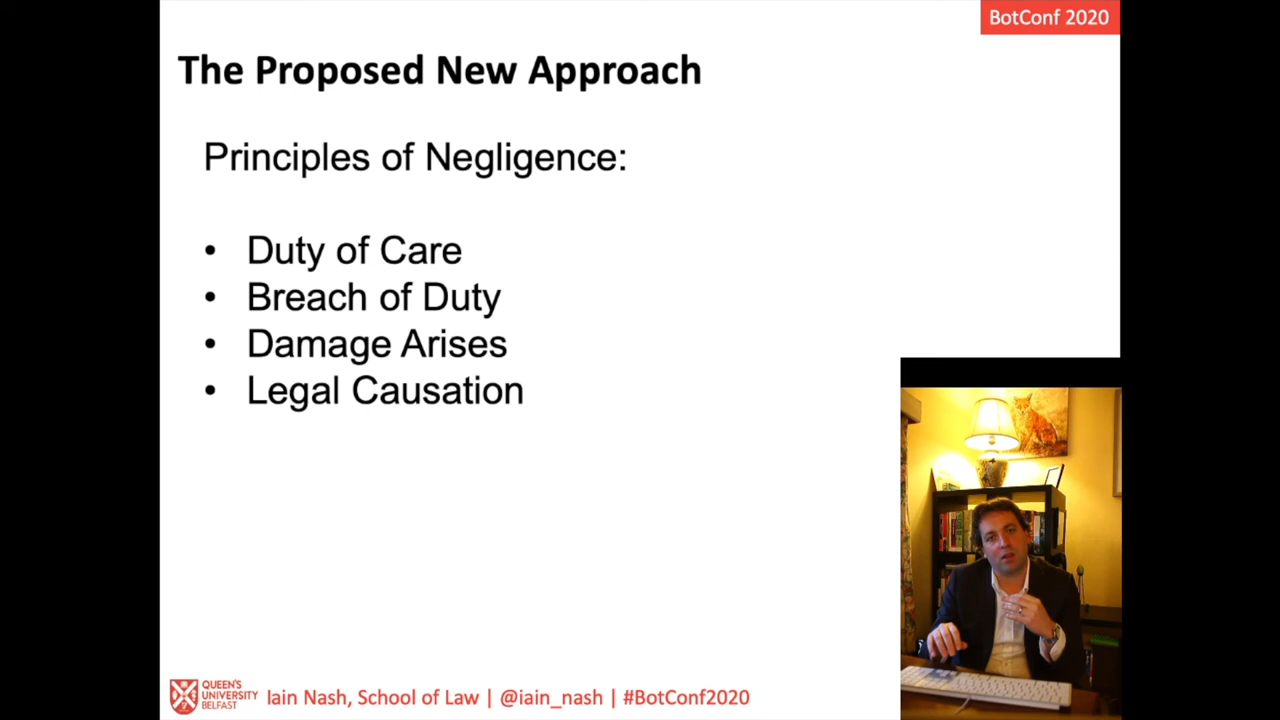 BotConf 2020
The Proposed New Approach
Principles of Negligence:
• Duty of Care
• Breach of Duty
• Damage Arises
• Legal Causation
QUEEN'S
UNIVERSITY
BELFAST
Iain Nash, School of Law | @iain_nash | #BotConf2020